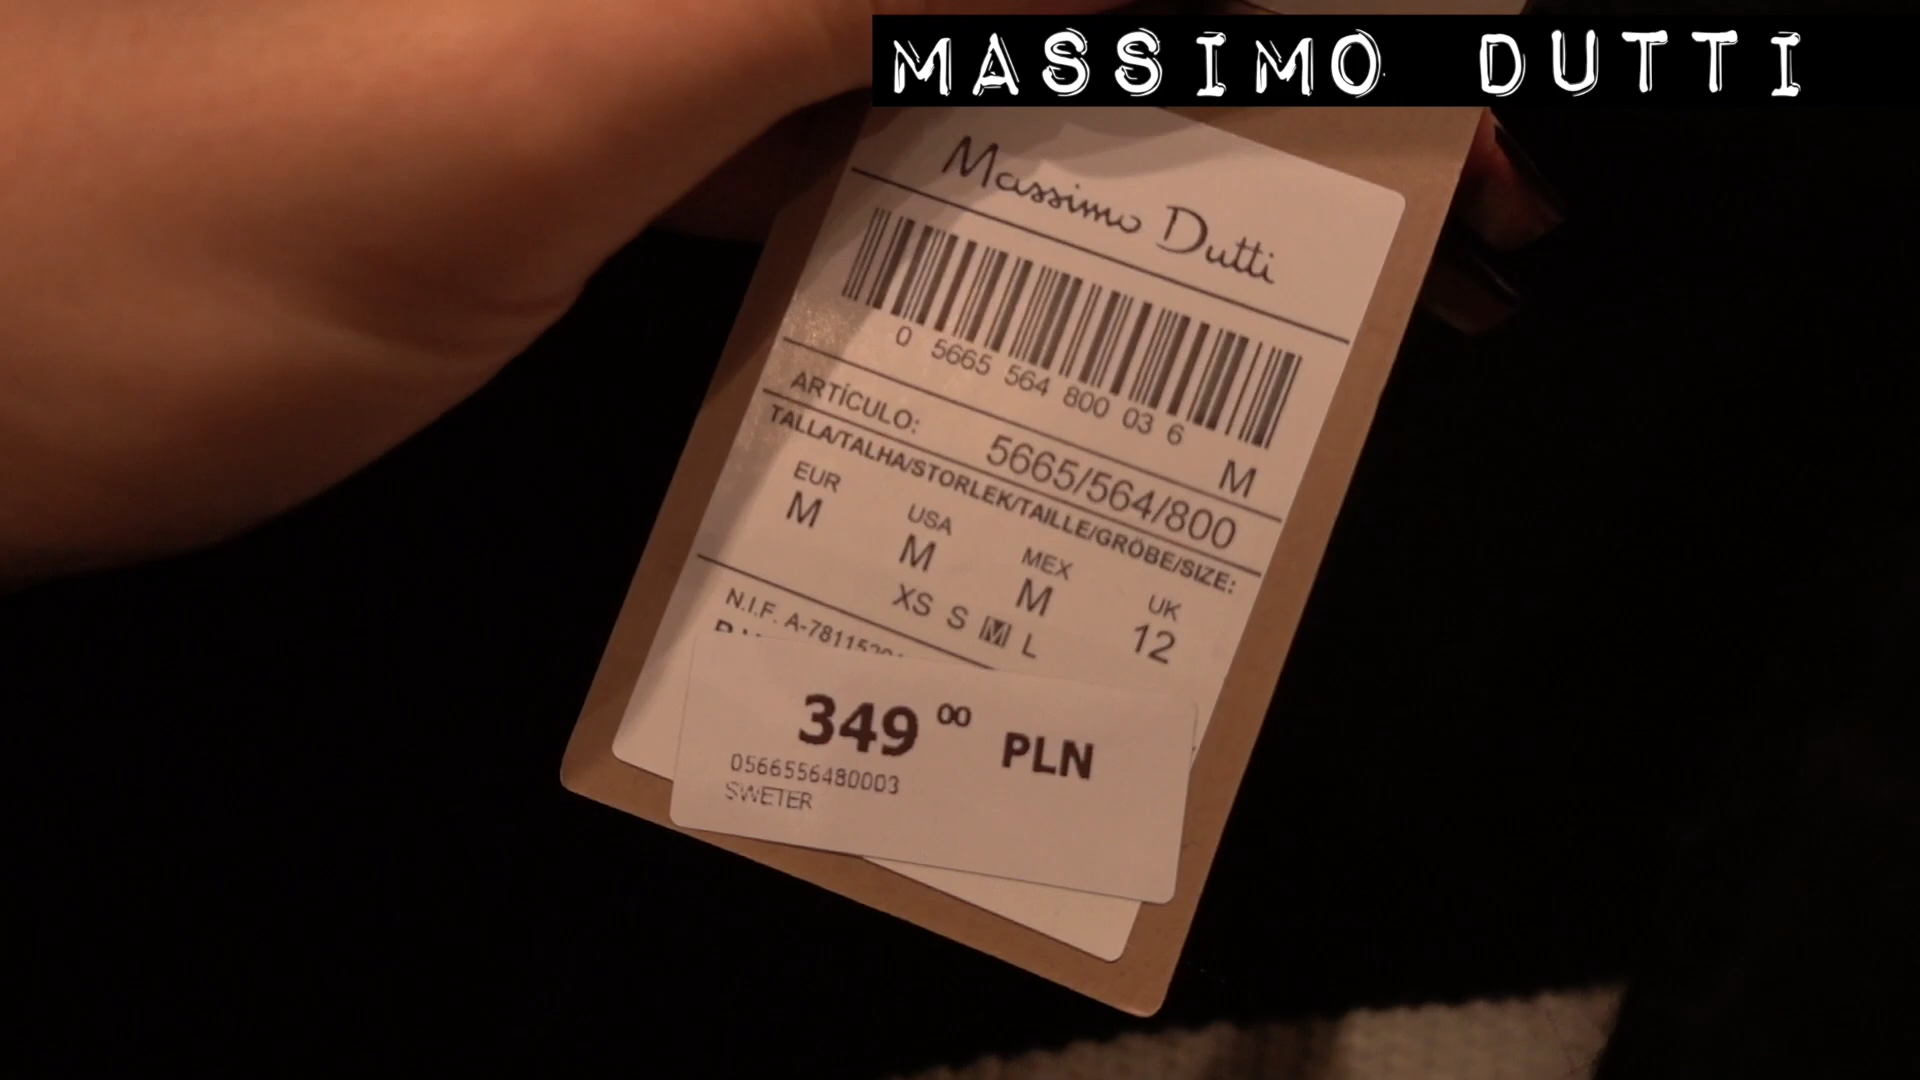 MASSIMO DUTTI
Massimo Dutti
0 5665 564 800 03 6
M
ARTÍCULO: 5665/564/800
TALLA/TALHA/STORLEK/TAILLE/GRÖBE/SIZE:
EUR USA MEX UK
M M M 12
XS S M L
N.I.F. A-7811520
349 00 PLN
0566556480003
SWETER